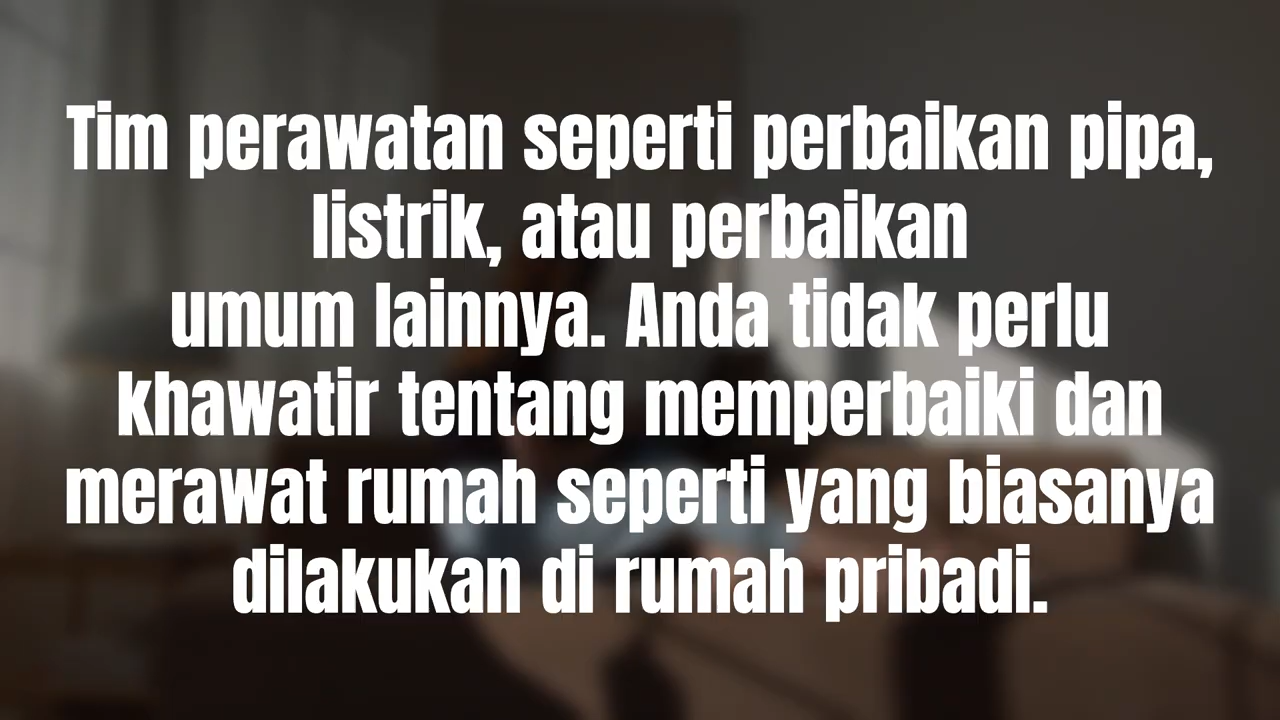 Tim perawatan seperti perbaikan pipa,
listrik, atau perbaikan
umum lainnya. Anda tidak perlu
khawatir tentang memperbaiki dan
merawat rumah seperti yang biasanya
dilakukan di rumah pribadi.